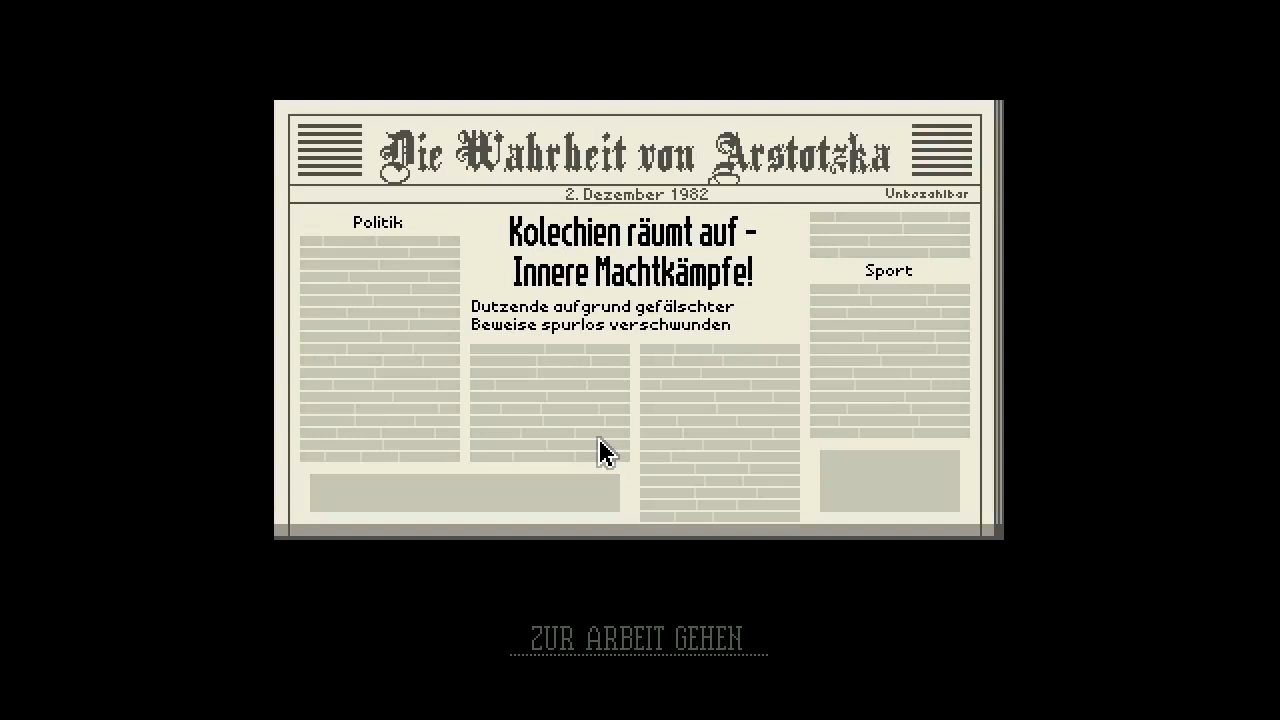 Die Wahrheit von Arstotzka
2. Dezember 1982
Unbezahlbar
Politik
Kolechien räumt auf -
Innere Machtkämpfe!
Dutzende aufgrund gefälschter
Beweise spurlos verschwunden
Sport
ZUR ARBEIT GEHEN